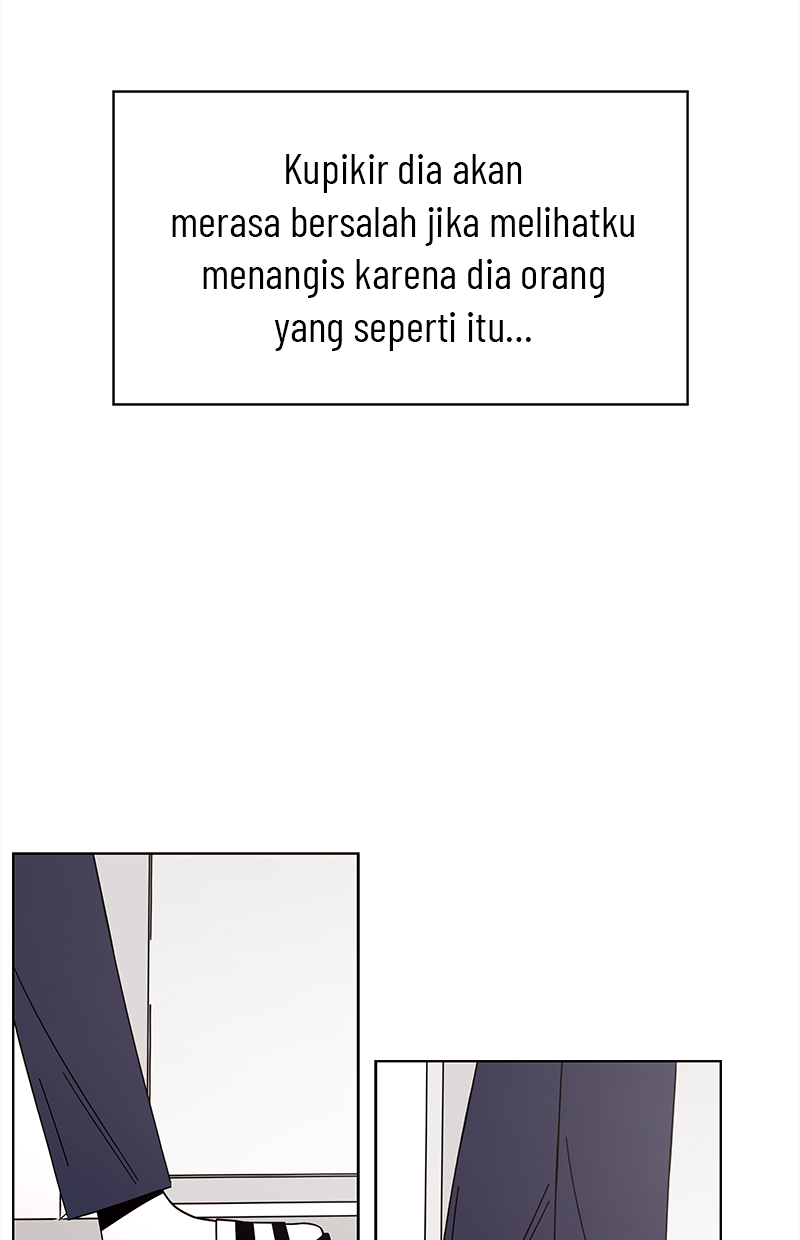 Kupikir dia akan
merasa bersalah jika melihatku
menangis karena dia orang
yang seperti itu...